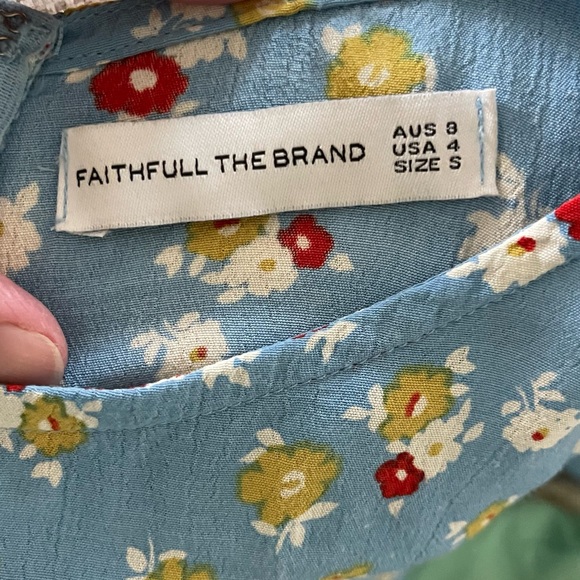 FAITHFULL THE BRAND
AUS 8
USA 4
SIZE S